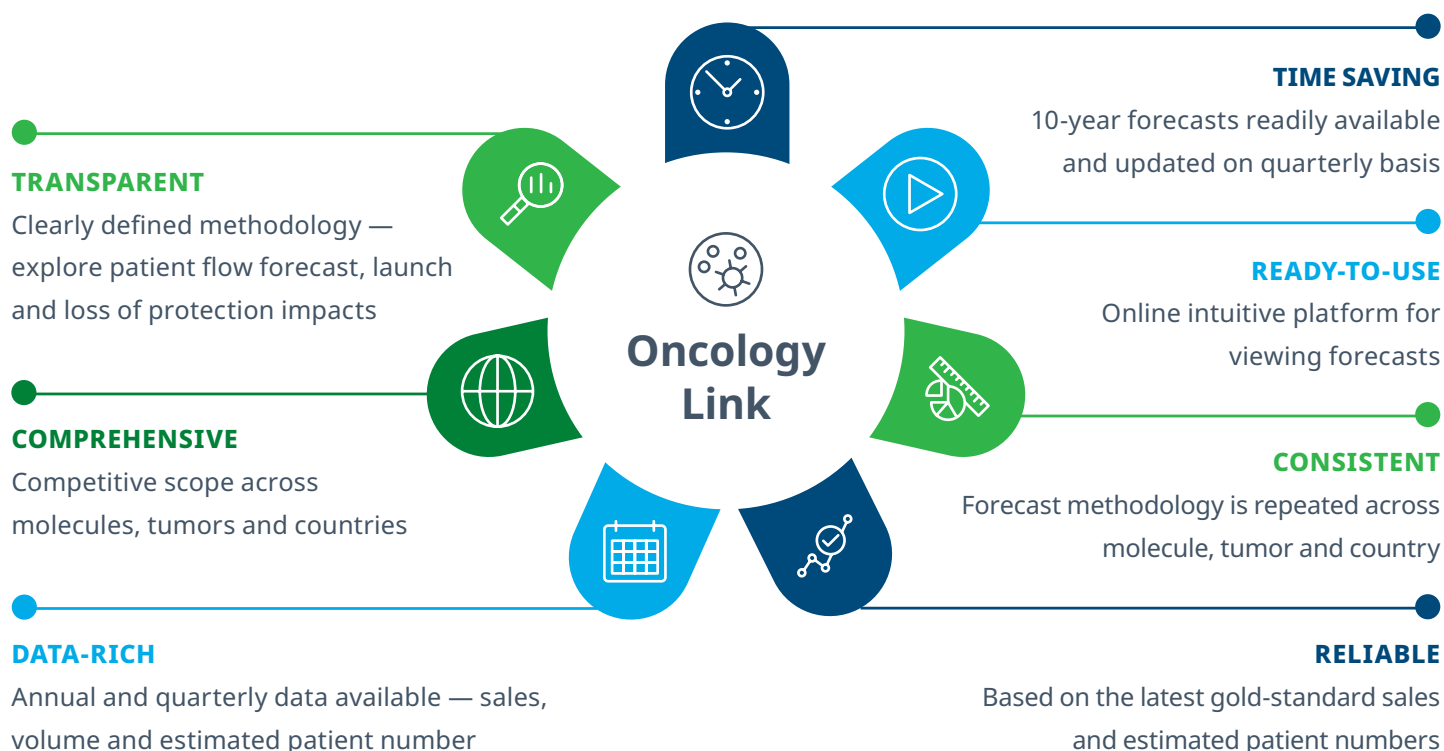 TIME SAVING
10-year forecasts readily available
and updated on quarterly basis
READY-TO-USE
Online intuitive platform for
viewing forecasts
CONSISTENT
Forecast methodology is repeated across
molecule, tumor and country
RELIABLE
Based on the latest gold-standard sales
and estimated patient numbers
DATA-RICH
Annual and quarterly data available — sales,
volume and estimated patient number
COMPREHENSIVE
Competitive scope across
molecules, tumors and countries
TRANSPARENT
Clearly defined methodology —
explore patient flow forecast, launch
and loss of protection impacts
Oncology
Link